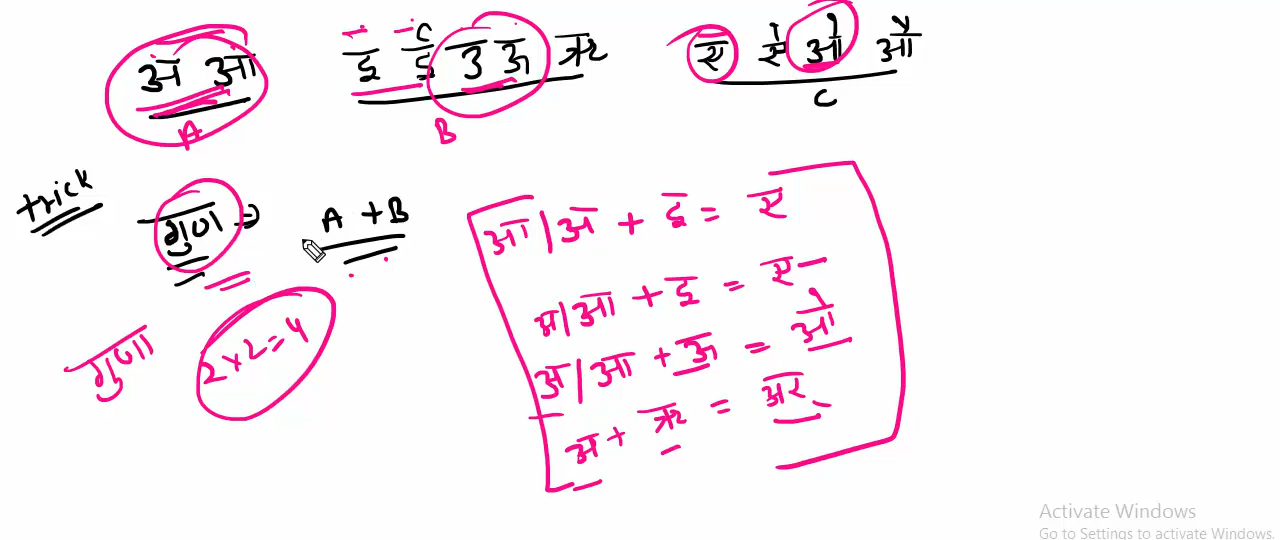 अ आ इ ई उ ऊ ऋ ए ऐ ओ औ
A B C
trick गुण ⇒ A + B
आ|अ + इ = ए
अ|आ + ई = ए
अ|आ + ऊ = ओ
अ + ऋ = अर्
गुणा 2×2=4
Activate Windows
Go to Settings to activate Windows.